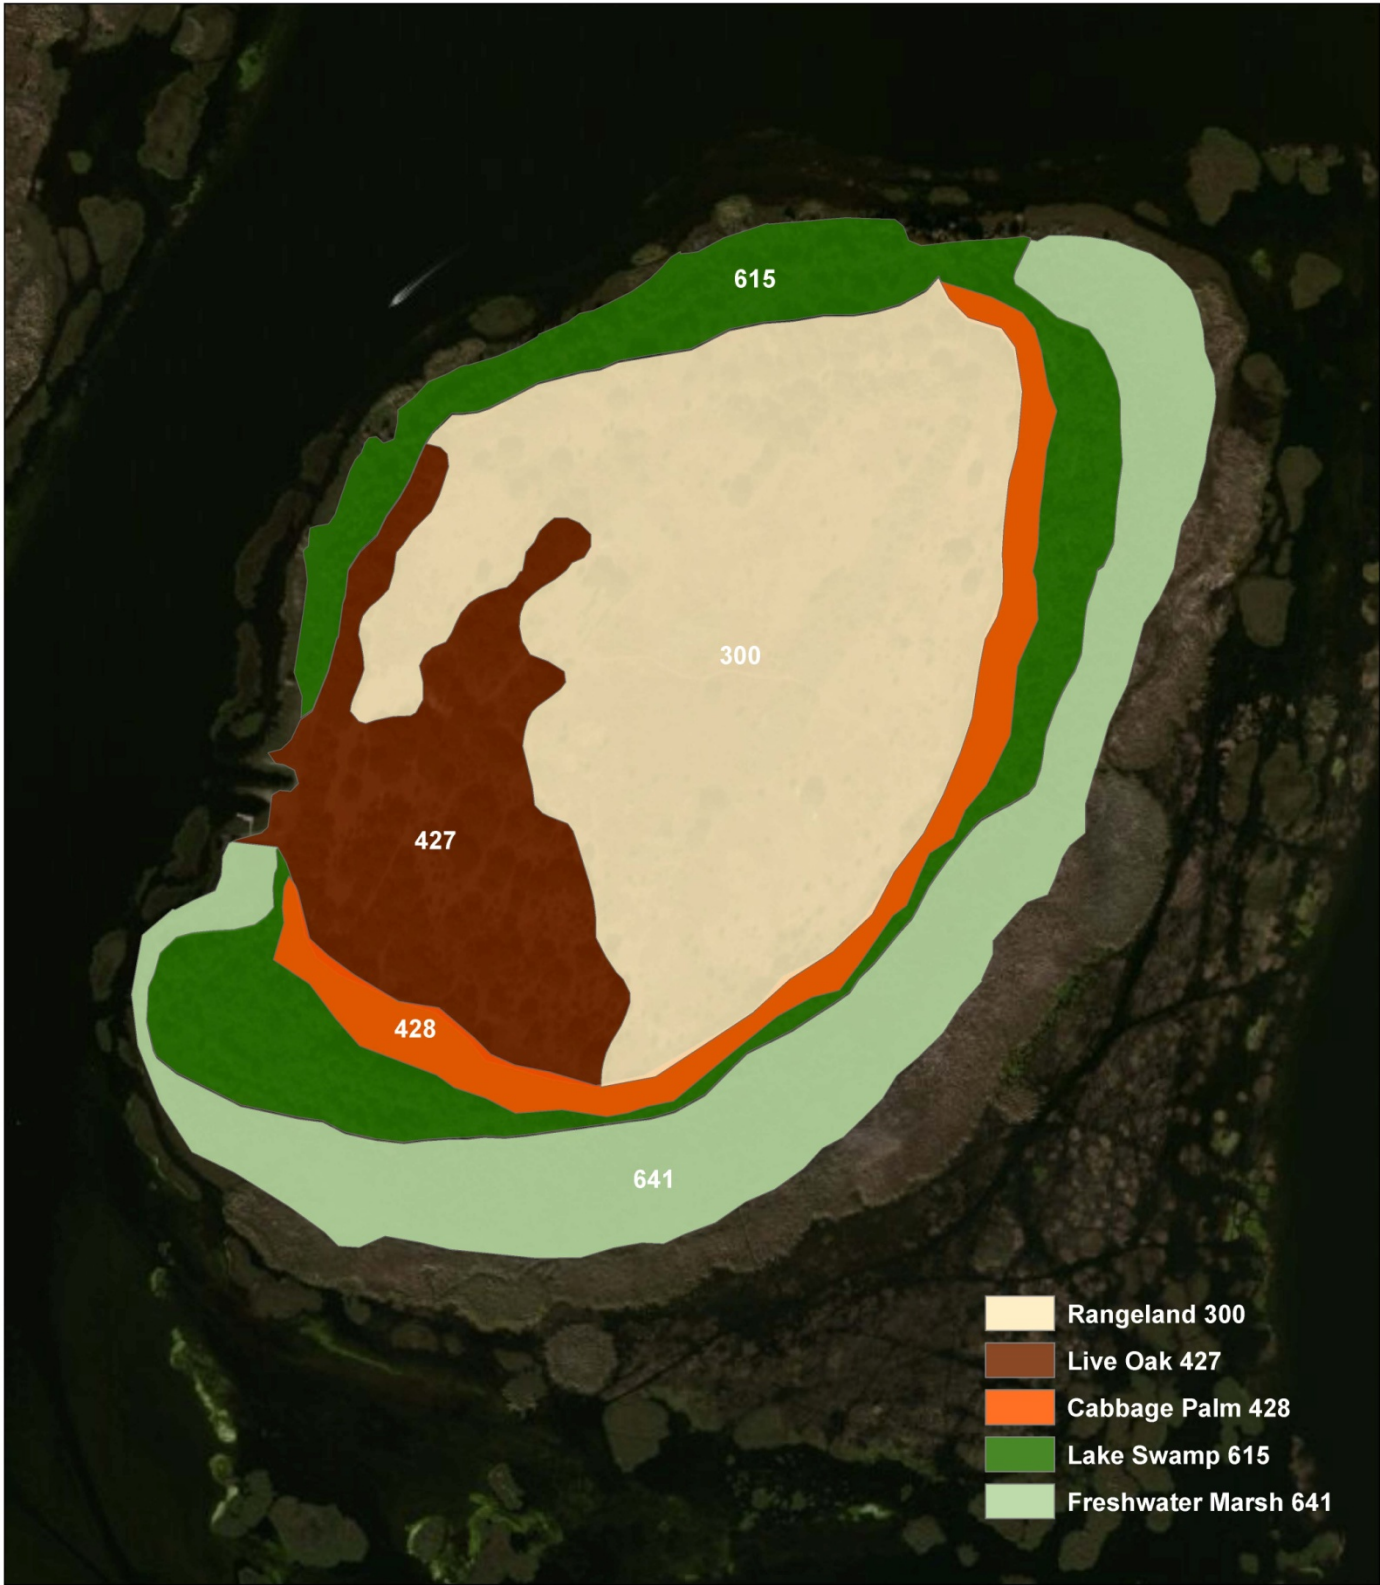 615
300
427
428
641
Rangeland 300
Live Oak 427
Cabbage Palm 428
Lake Swamp 615
Freshwater Marsh 641